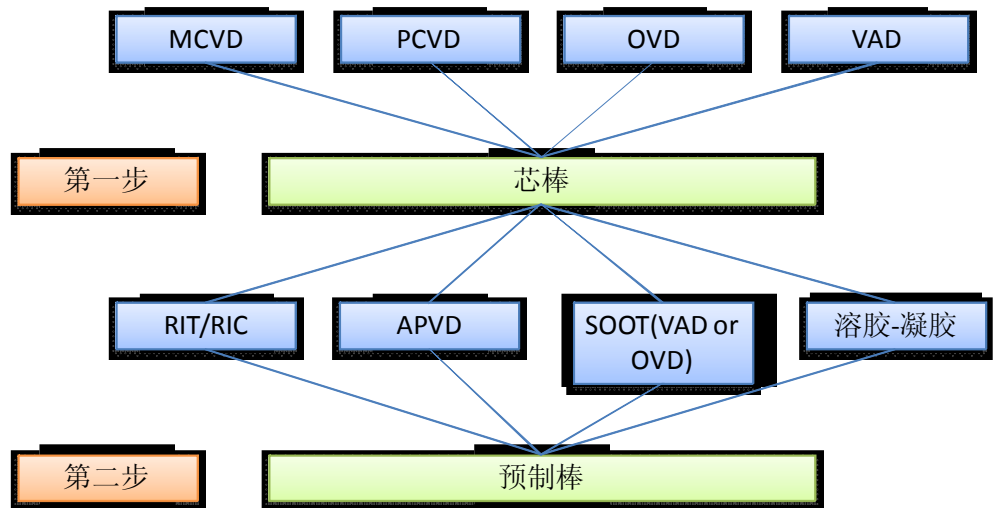 MCVD
PCVD
OVD
VAD
第一步
芯棒
RIT/RIC
APVD
SOOT(VAD or
OVD)
溶胶-凝胶
第二步
预制棒